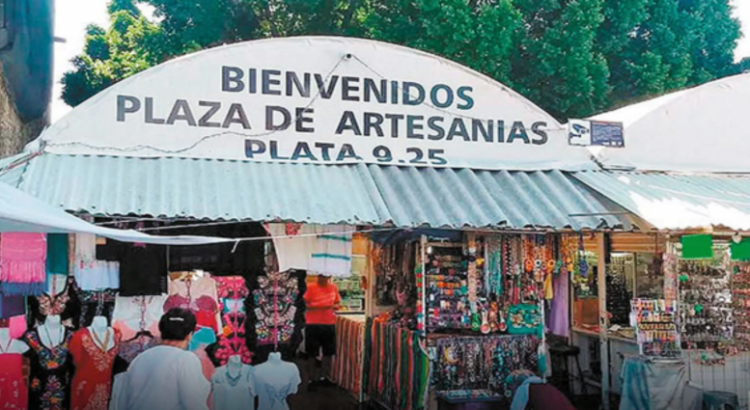 BIENVENIDOS
PLAZA DE ARTESANIAS
PLATA 9.25